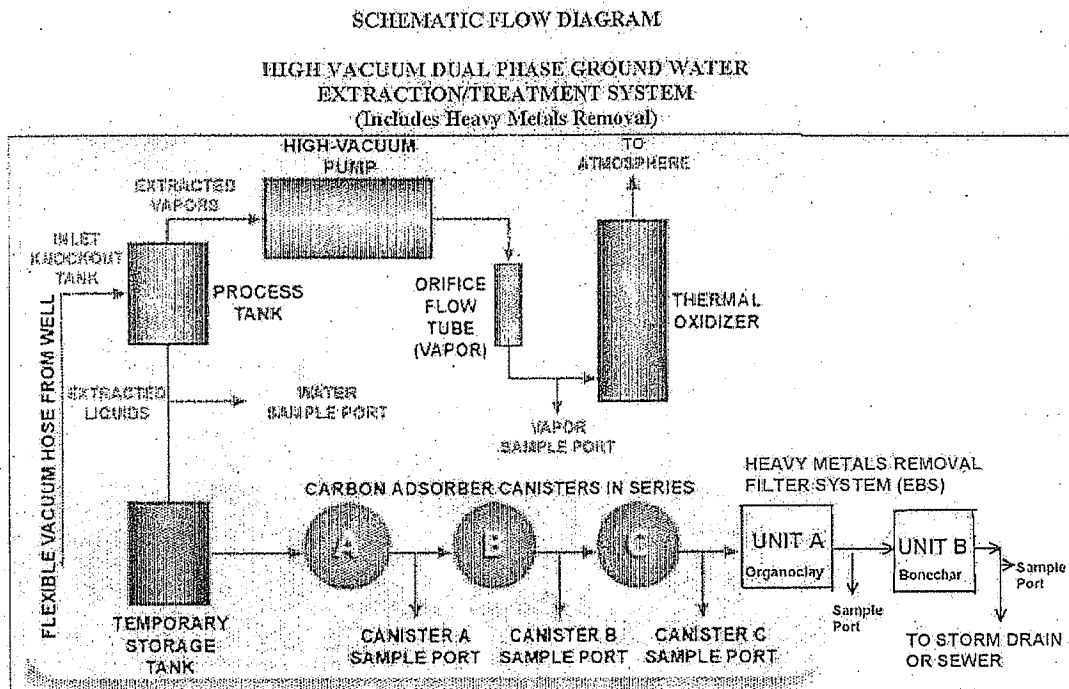 SCHEMATIC FLOW DIAGRAM
HIGH VACUUM DUAL PHASE GROUND WATER
EXTRACTION/TREATMENT SYSTEM
(Includes Heavy Metals Removal)
HIGH-VACUUM
PUMP
TO
ATMOSPHERE
EXTRACTED
VAPORS
INLET
KNOCKOUT
TANK
PROCESS
TANK
ORIFICE
FLOW
TUBE
(VAPOR)
THERMAL
OXIDIZER
FLEXIBLE VACUUM HOSE FROM WELL
EXTRACTED
LIQUIDS
WATER
SAMPLE PORT
VAPOR
SAMPLE PORT
CARBON ADSORBER CANISTERS IN SERIES
HEAVY METALS REMOVAL
FILTER SYSTEM (EBS)
A
B
C
UNIT A
Organoclay
UNIT B
Bonechar
Sample
Port
Sample
Port
TEMPORARY
STORAGE
TANK
CANISTER A
SAMPLE PORT
CANISTER B
SAMPLE PORT
CANISTER C
SAMPLE PORT
TO STORM DRAIN
OR SEWER